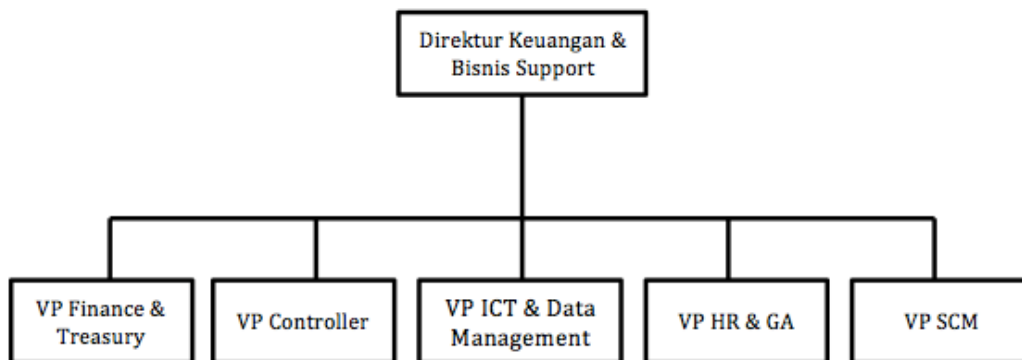 Direktur Keuangan &
Bisnis Support
VP Finance &
Treasury
VP Controller
VP ICT & Data
Management
VP HR & GA
VP SCM